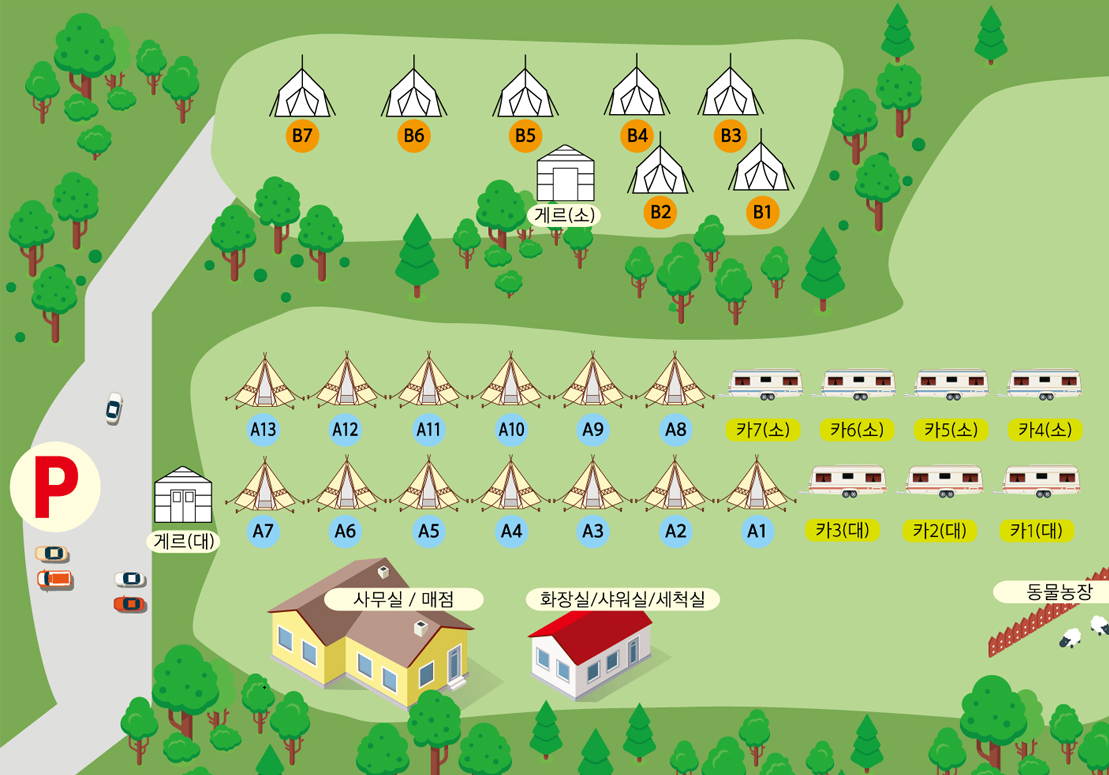 B7
B6
B5
B4
B3
게르(소)
B2
B1
A13
A12
A11
A10
A9
A8
카7(소)
카6(소)
카5(소)
카4(소)
P
게르(대)
A7
A6
A5
A4
A3
A2
A1
카3(대)
카2(대)
카1(대)
사무실 / 매점
화장실/샤워실/세척실
동물농장